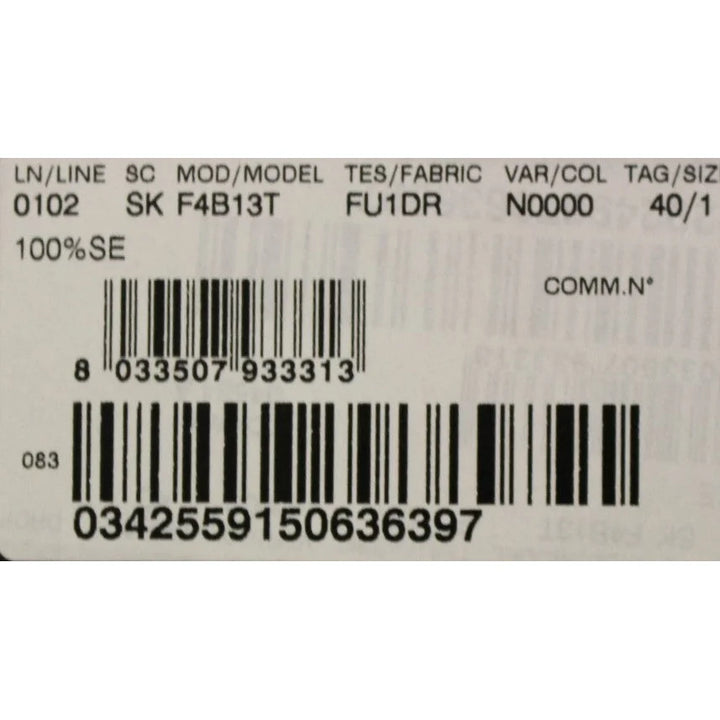 LN/LINE SC MOD/MODEL TES/FABRIC VAR/COL TAG/SIZ
0102 SK F4B13T FU1DR N0000 40/1
100%SE
COMM.N°
8 033507 933313
083
0342559150636397